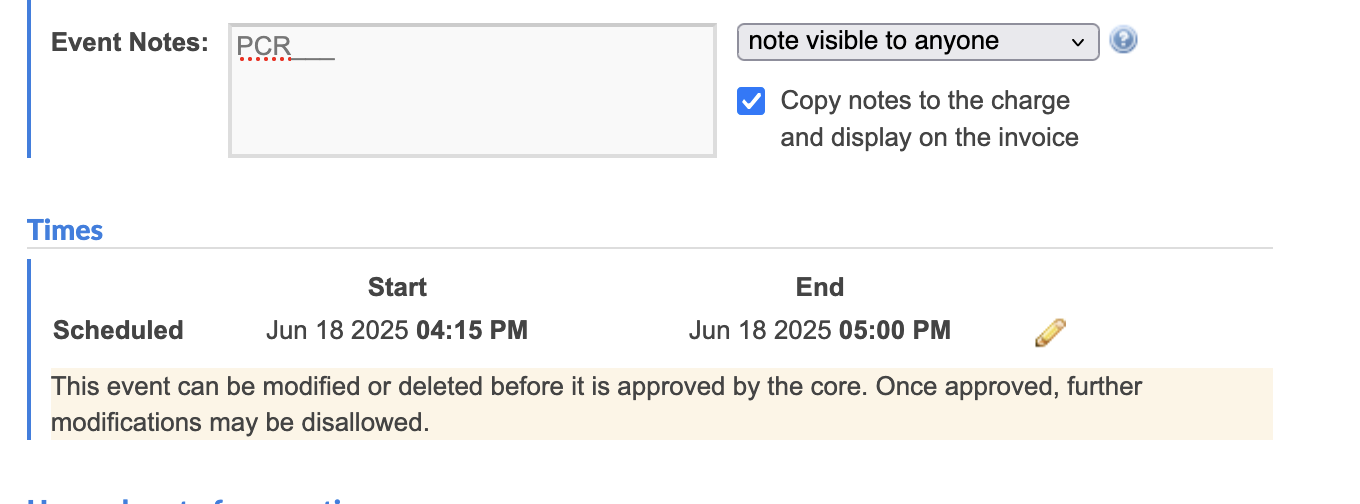 Event Notes: PCR___ note visible to anyone
Copy notes to the charge
and display on the invoice
Times
Start End
Scheduled Jun 18 2025 04:15 PM Jun 18 2025 05:00 PM
This event can be modified or deleted before it is approved by the core. Once approved, further
modifications may be disallowed.